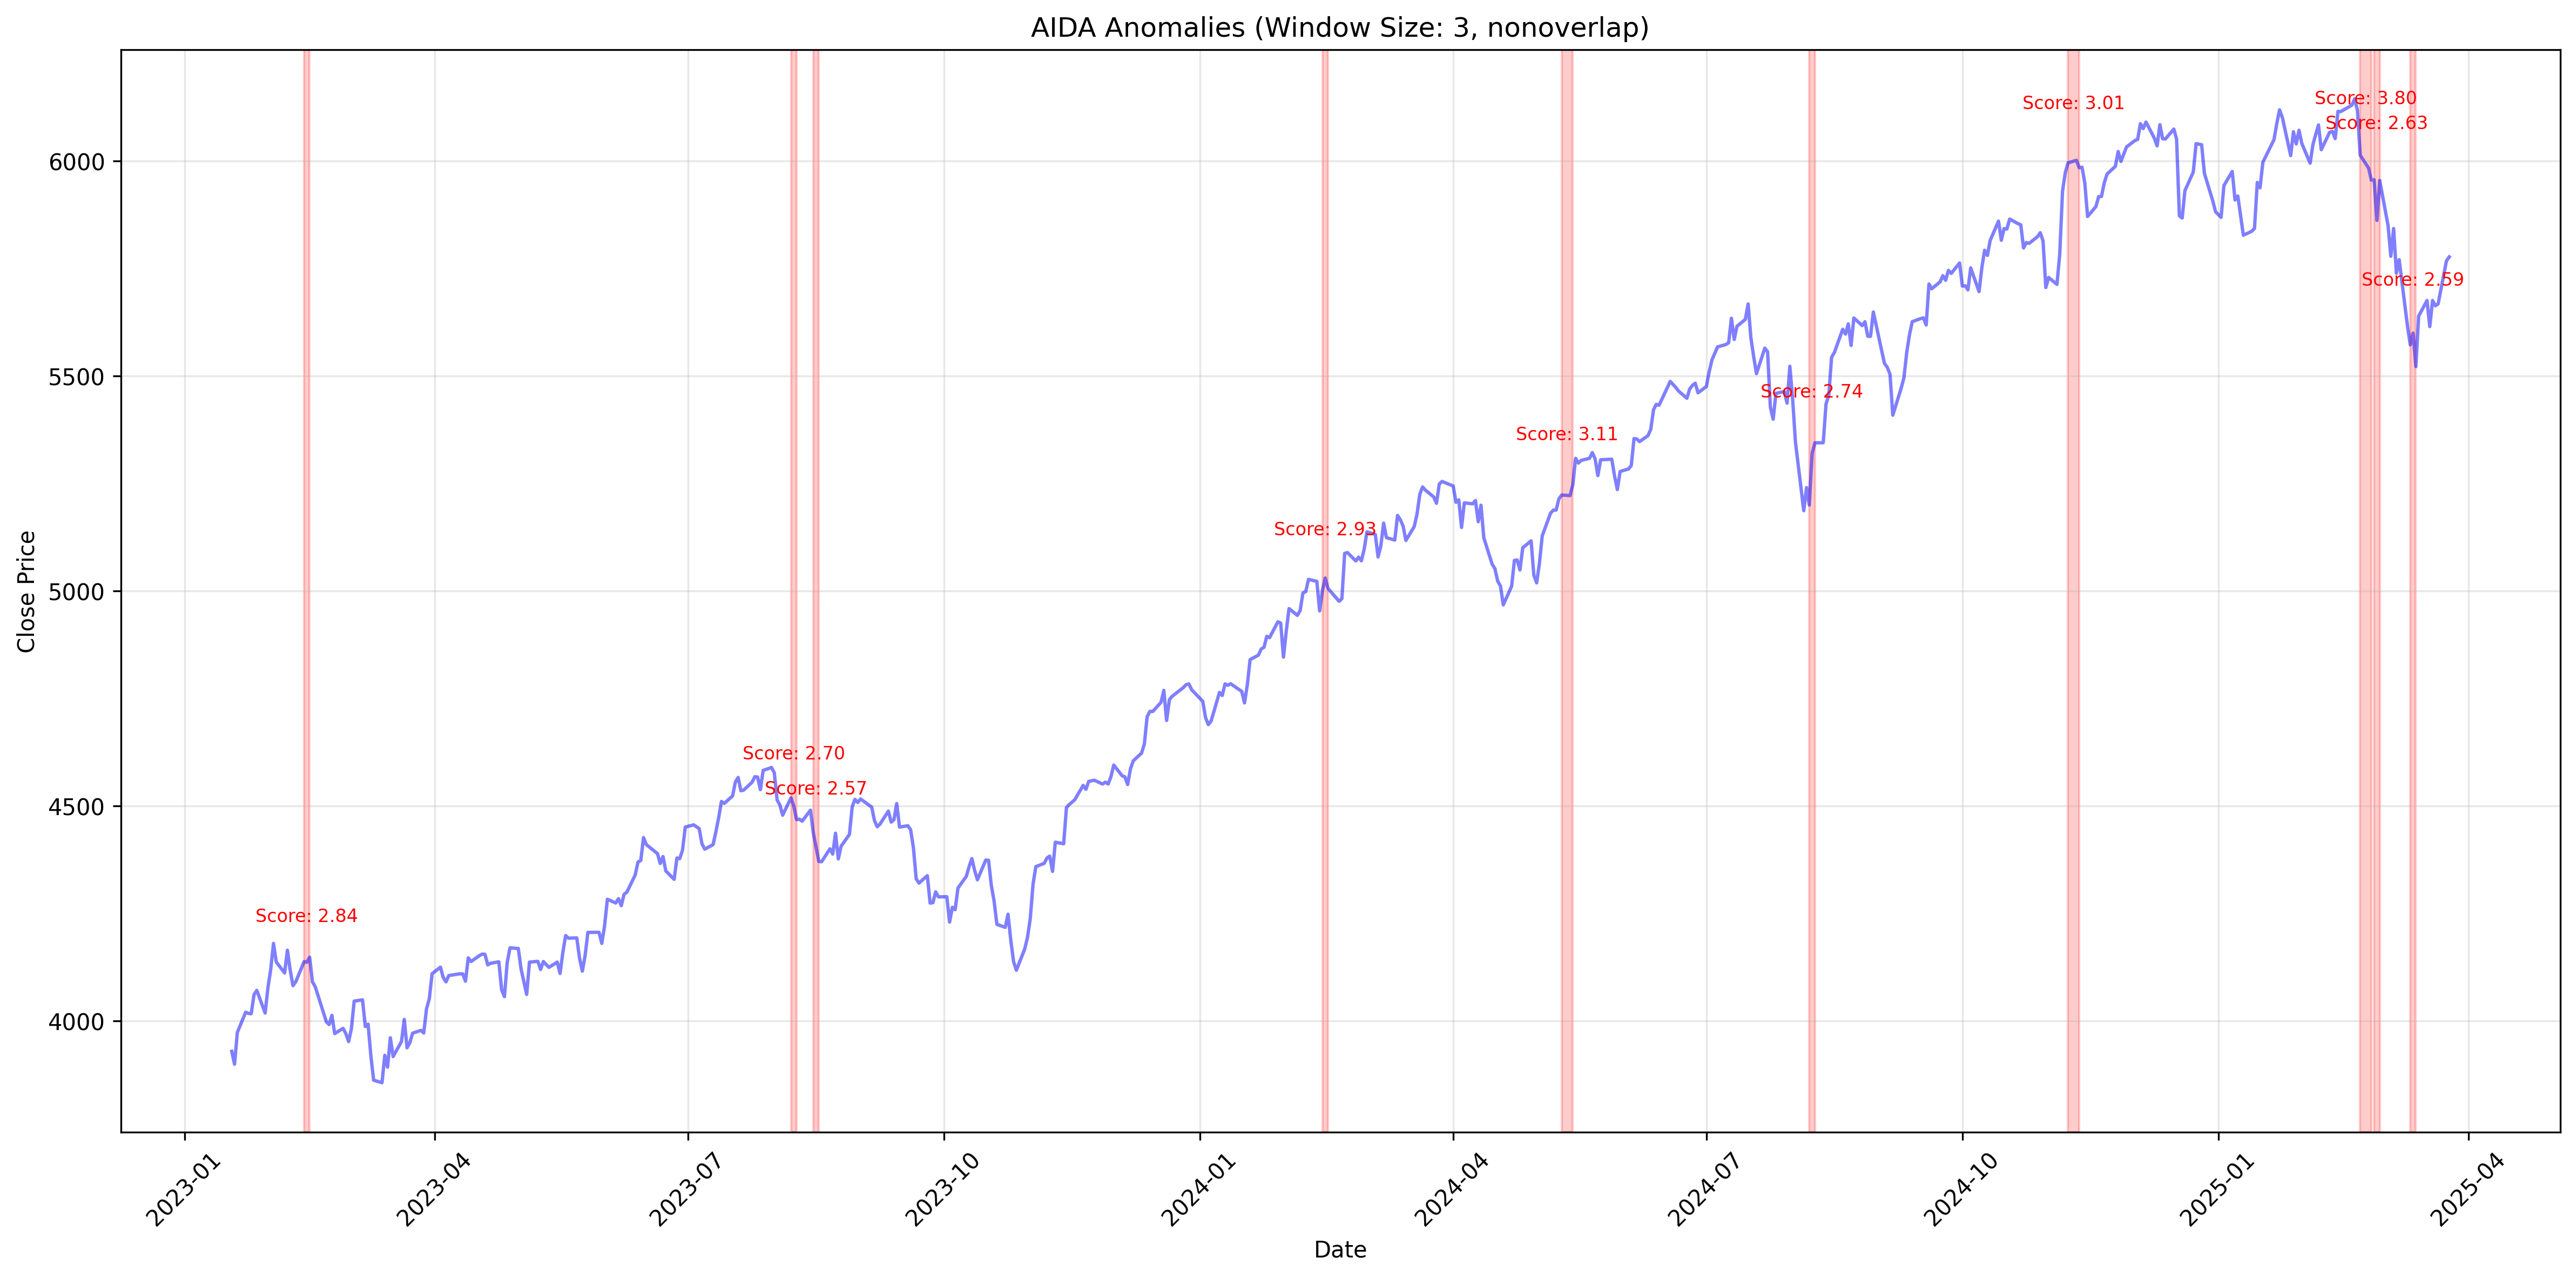 AIDA Anomalies (Window Size: 3, nonoverlap)
Score: 3.01
Score: 3.80
Score: 2.63
6000
Score: 2.59
5500
Score: 2.74
Score: 3.11
Close Price
5000
Score: 2.93
Score: 2.70
4500
Score: 2.57
Score: 2.84
4000
2023-01
2023-04
2023-07
2023-10
2024-01
2024-04
2024-07
2024-10
2025-01
2025-04
Date